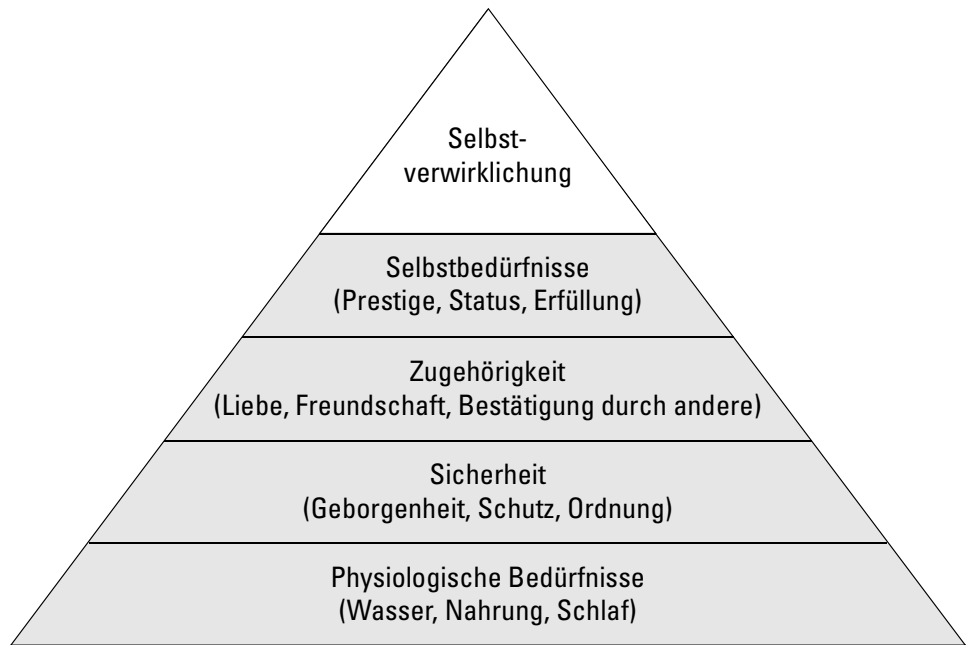 Selbst-
verwirklichung
Selbstbedürfnisse
(Prestige, Status, Erfüllung)
Zugehörigkeit
(Liebe, Freundschaft, Bestätigung durch andere)
Sicherheit
(Geborgenheit, Schutz, Ordnung)
Physiologische Bedürfnisse
(Wasser, Nahrung, Schlaf)